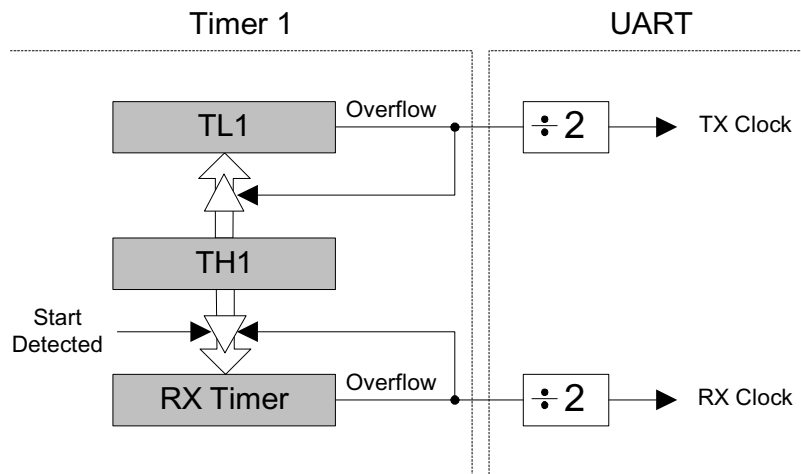 Timer 1
UART
TL1
Overflow
÷ 2
TX Clock
TH1
Start
Detected
RX Timer
Overflow
÷ 2
RX Clock